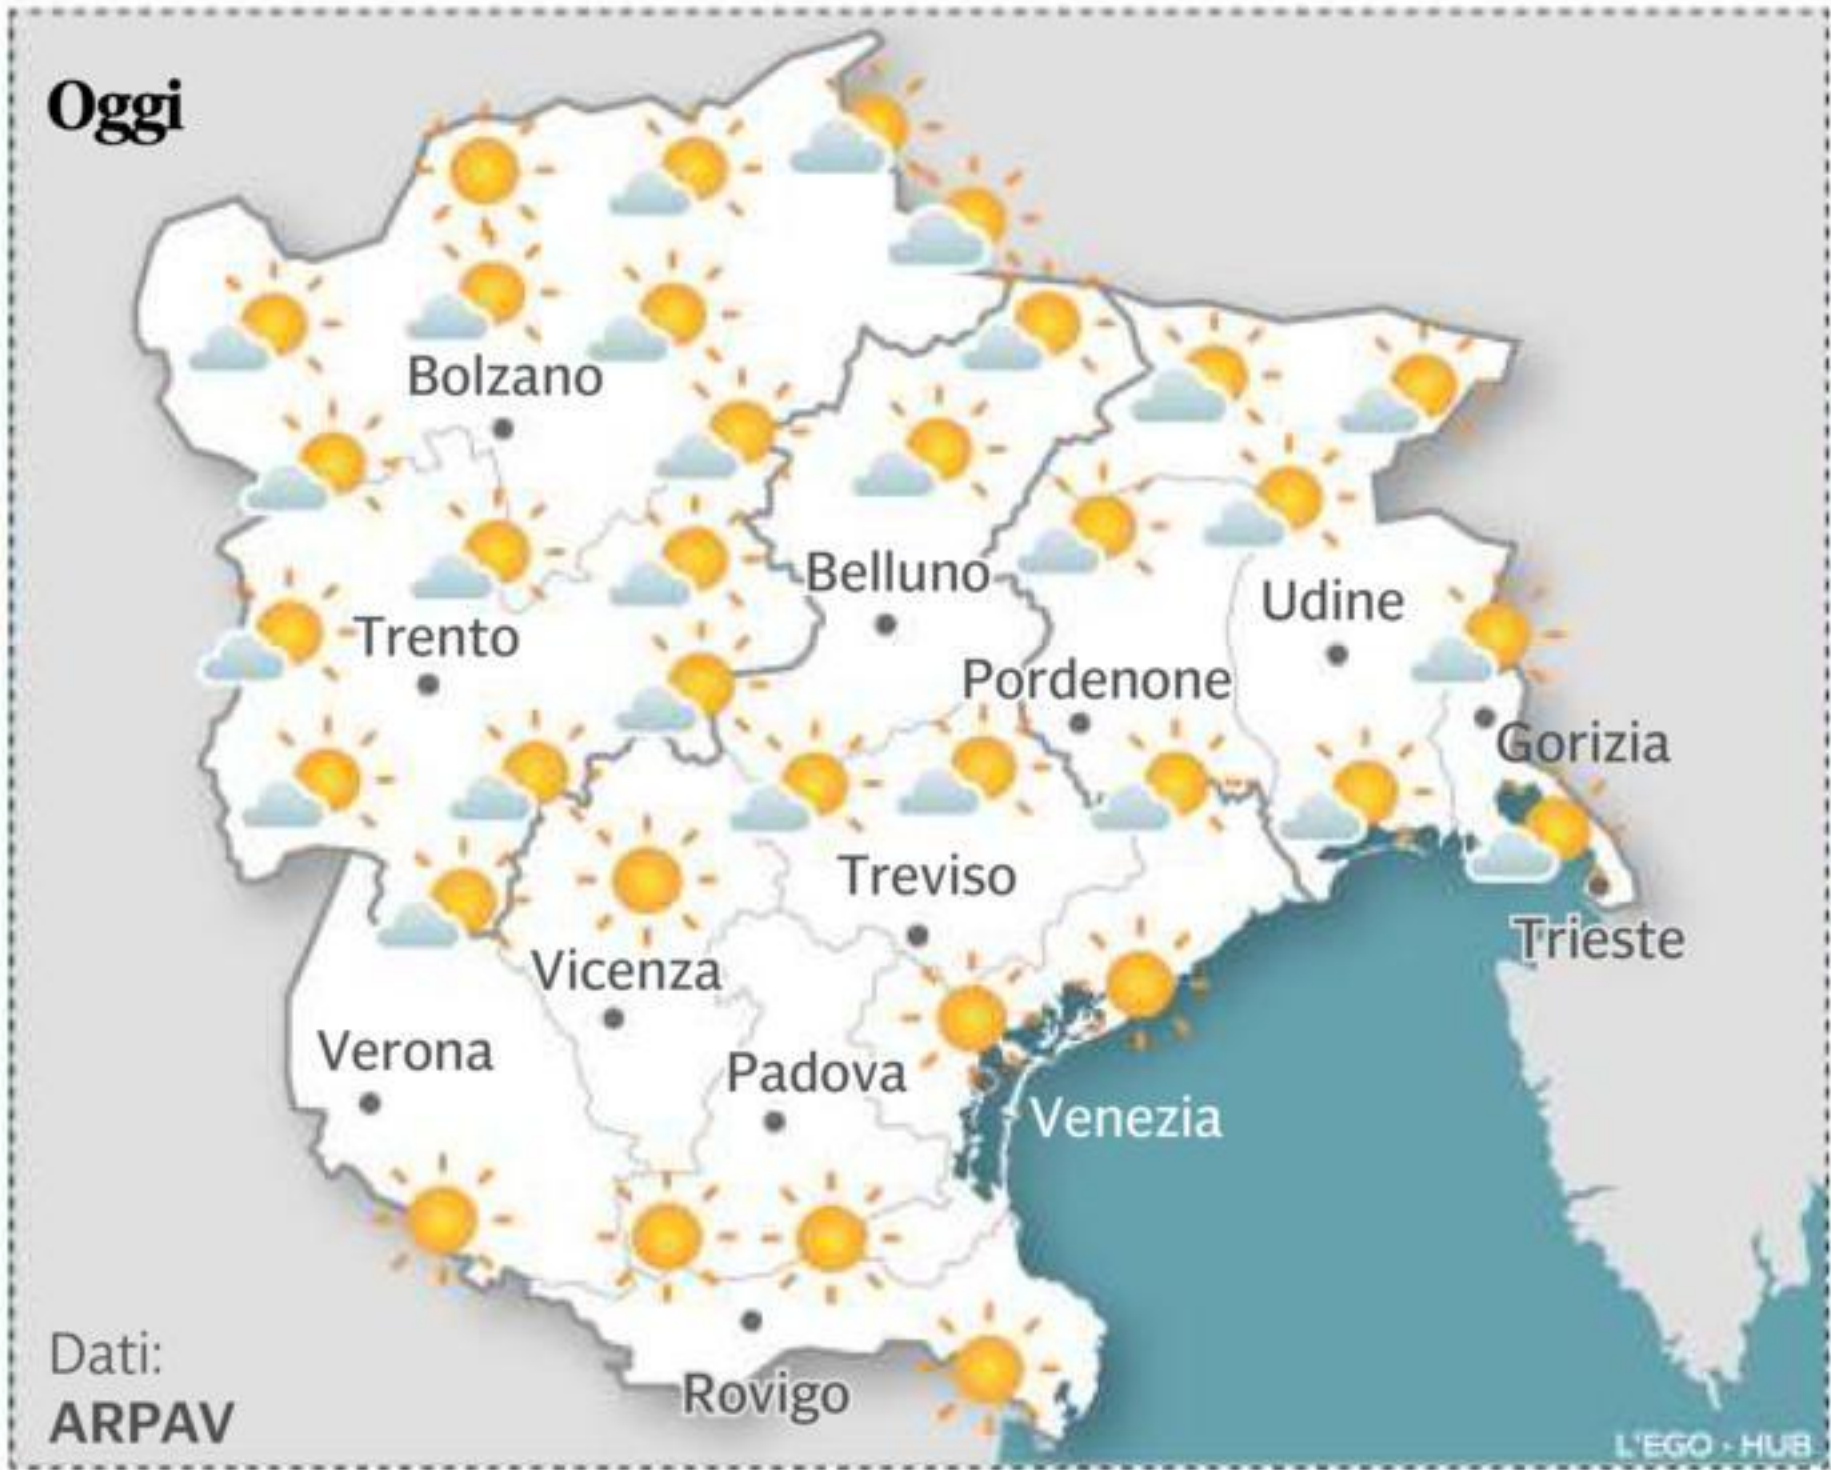 Oggi
Bolzano
Belluno
Udine
Trento
Pordenone
Gorizia
Treviso
Trieste
Vicenza
Verona
Padova
Venezia
Rovigo
Dati:
ARPAV
L'EGO - HUB